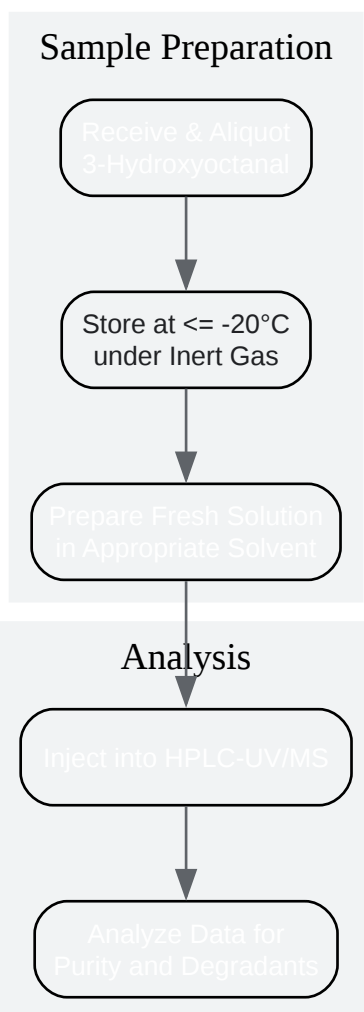 Sample Preparation
Receive & Aliquot
3-Hydroxyoctanal
Store at <= -20°C
under Inert Gas
Prepare Fresh Solution
in Appropriate Solvent
Analysis
Inject into HPLC-UV/MS
Analyze Data for
Purity and Degradants